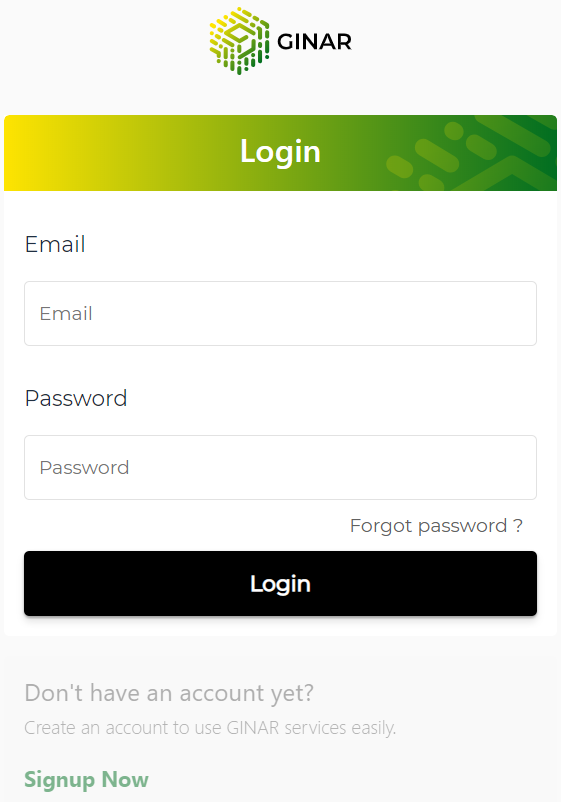 GINAR
Login
Email
Email
Password
Password
Forgot password ?
Login
Don't have an account yet?
Create an account to use GINAR services easily.
Signup Now